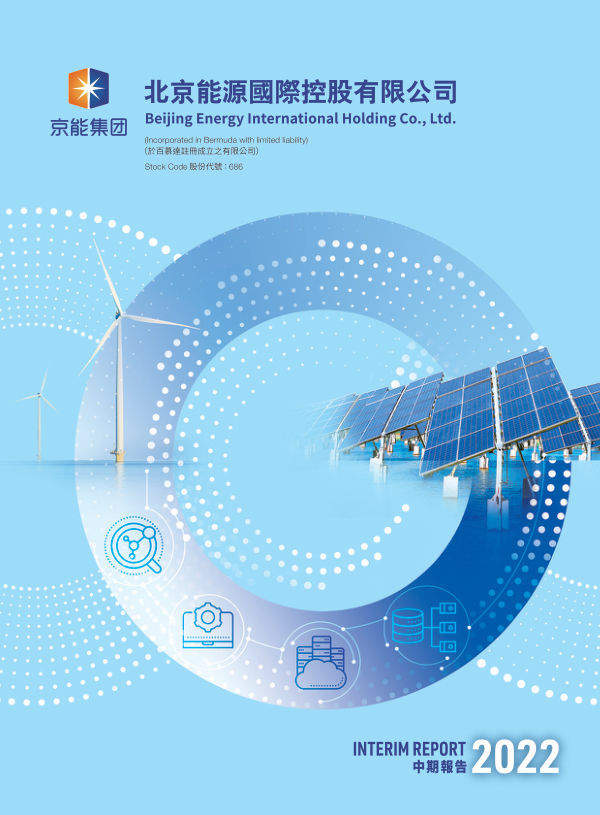 京能集团
北京能源國際控股有限公司
Beijing Energy International Holding Co., Ltd.
(Incorporated in Bermuda with limited liability)
(於百慕達註冊成立之有限公司)
Stock Code 股份代號：686
INTERIM REPORT
中期報告
2022